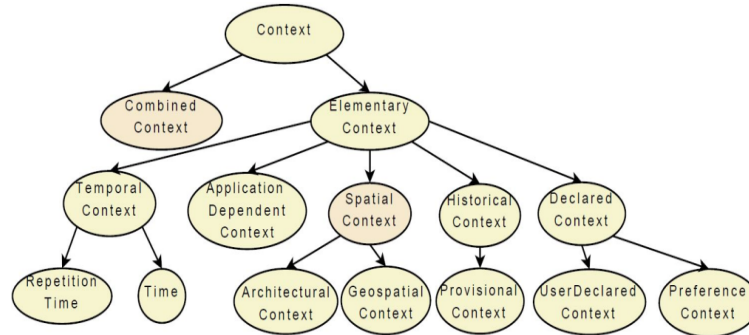 Context
Combined
Context
Elementary
Context
Temporal
Context
Application
Dependent
Context
Spatial
Context
Historical
Context
Declared
Context
Repetition
Time
Time
Architectural
Context
Geospatial
Context
Provisional
Context
UserDeclared
Context
Preference
Context